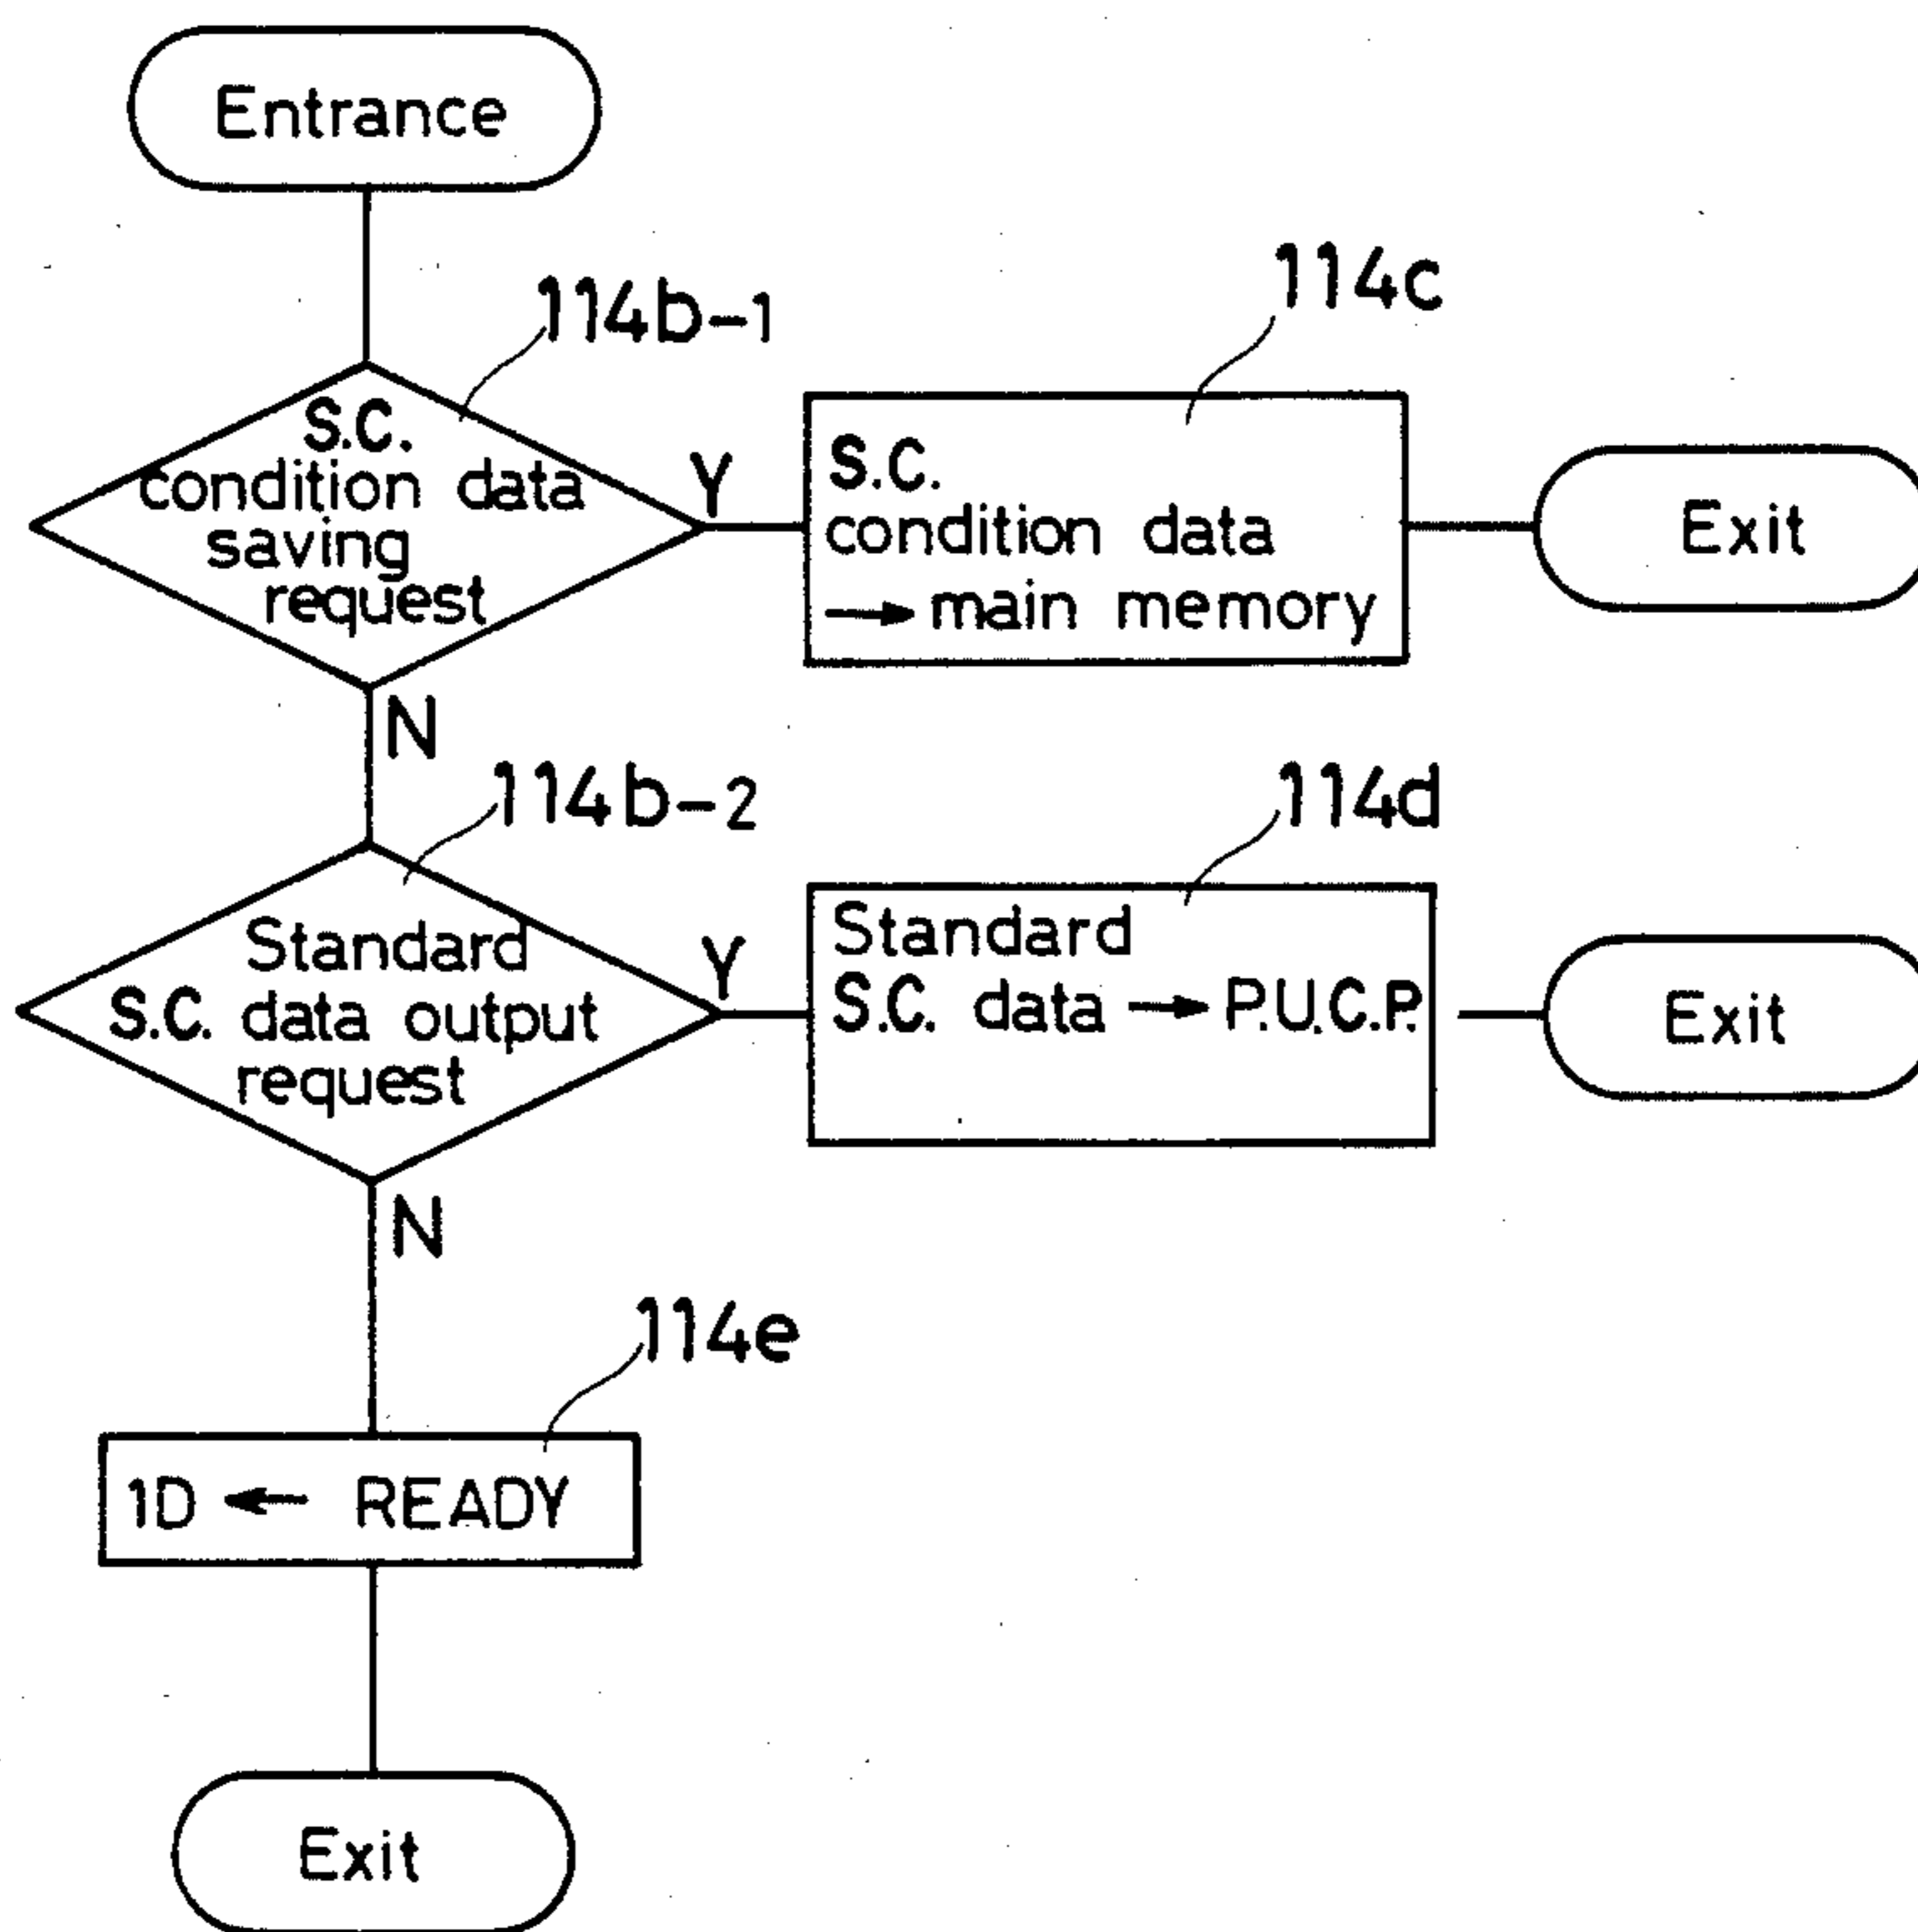 Entrance
114b-1
S.C.
condition data
saving
request
Y
114c
S.C.
condition data
→ main memory
Exit
N
114b-2
Standard
S.C. data output
request
Y
114d
Standard
S.C. data → P.U.C.P.
Exit
N
114e
1D ← READY
Exit